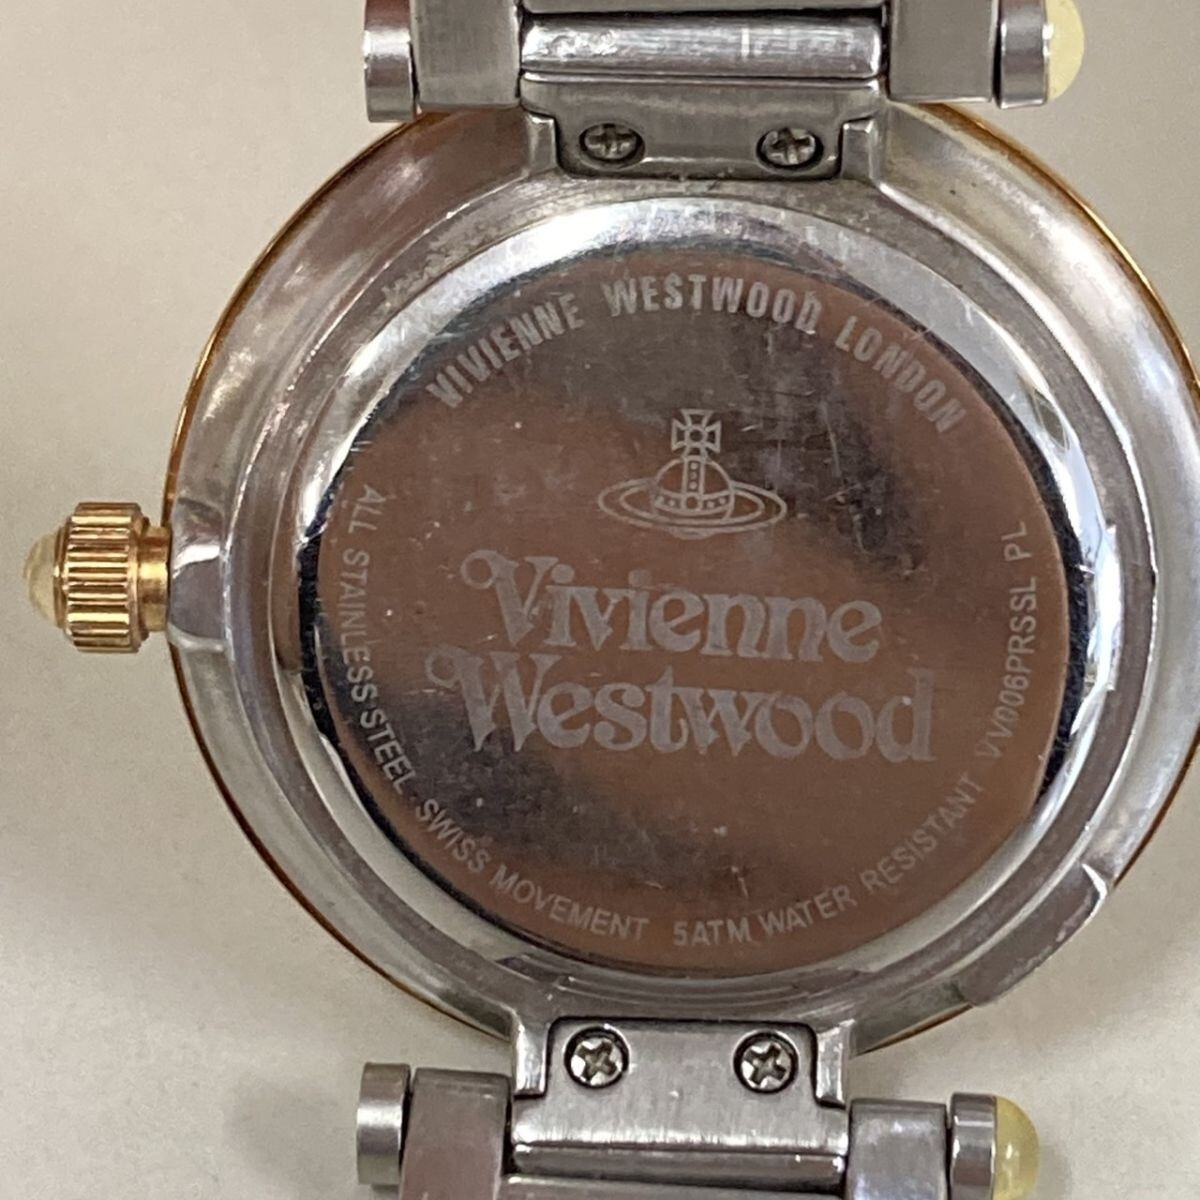 VIVIENNE WESTWOOD LONDON
Vivienne
Westwood
ALL STAINLESS STEEL SWISS MOVEMENT 5ATM WATER RESISTANT VV006PRSSL PL